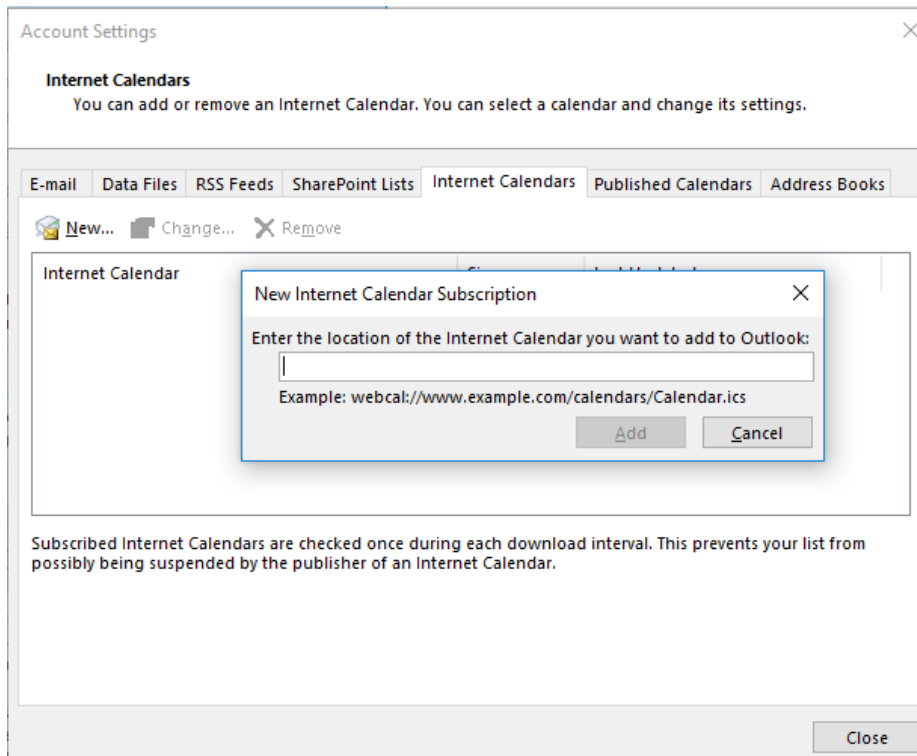 Account Settings
Internet Calendars
You can add or remove an Internet Calendar. You can select a calendar and change its settings.
E-mail Data Files RSS Feeds SharePoint Lists Internet Calendars Published Calendars Address Books
New... Change... Remove
Internet Calendar
New Internet Calendar Subscription
Enter the location of the Internet Calendar you want to add to Outlook:
Example: webcal://www.example.com/calendars/Calendar.ics
Add Cancel
Subscribed Internet Calendars are checked once during each download interval. This prevents your list from
possibly being suspended by the publisher of an Internet Calendar.
Close